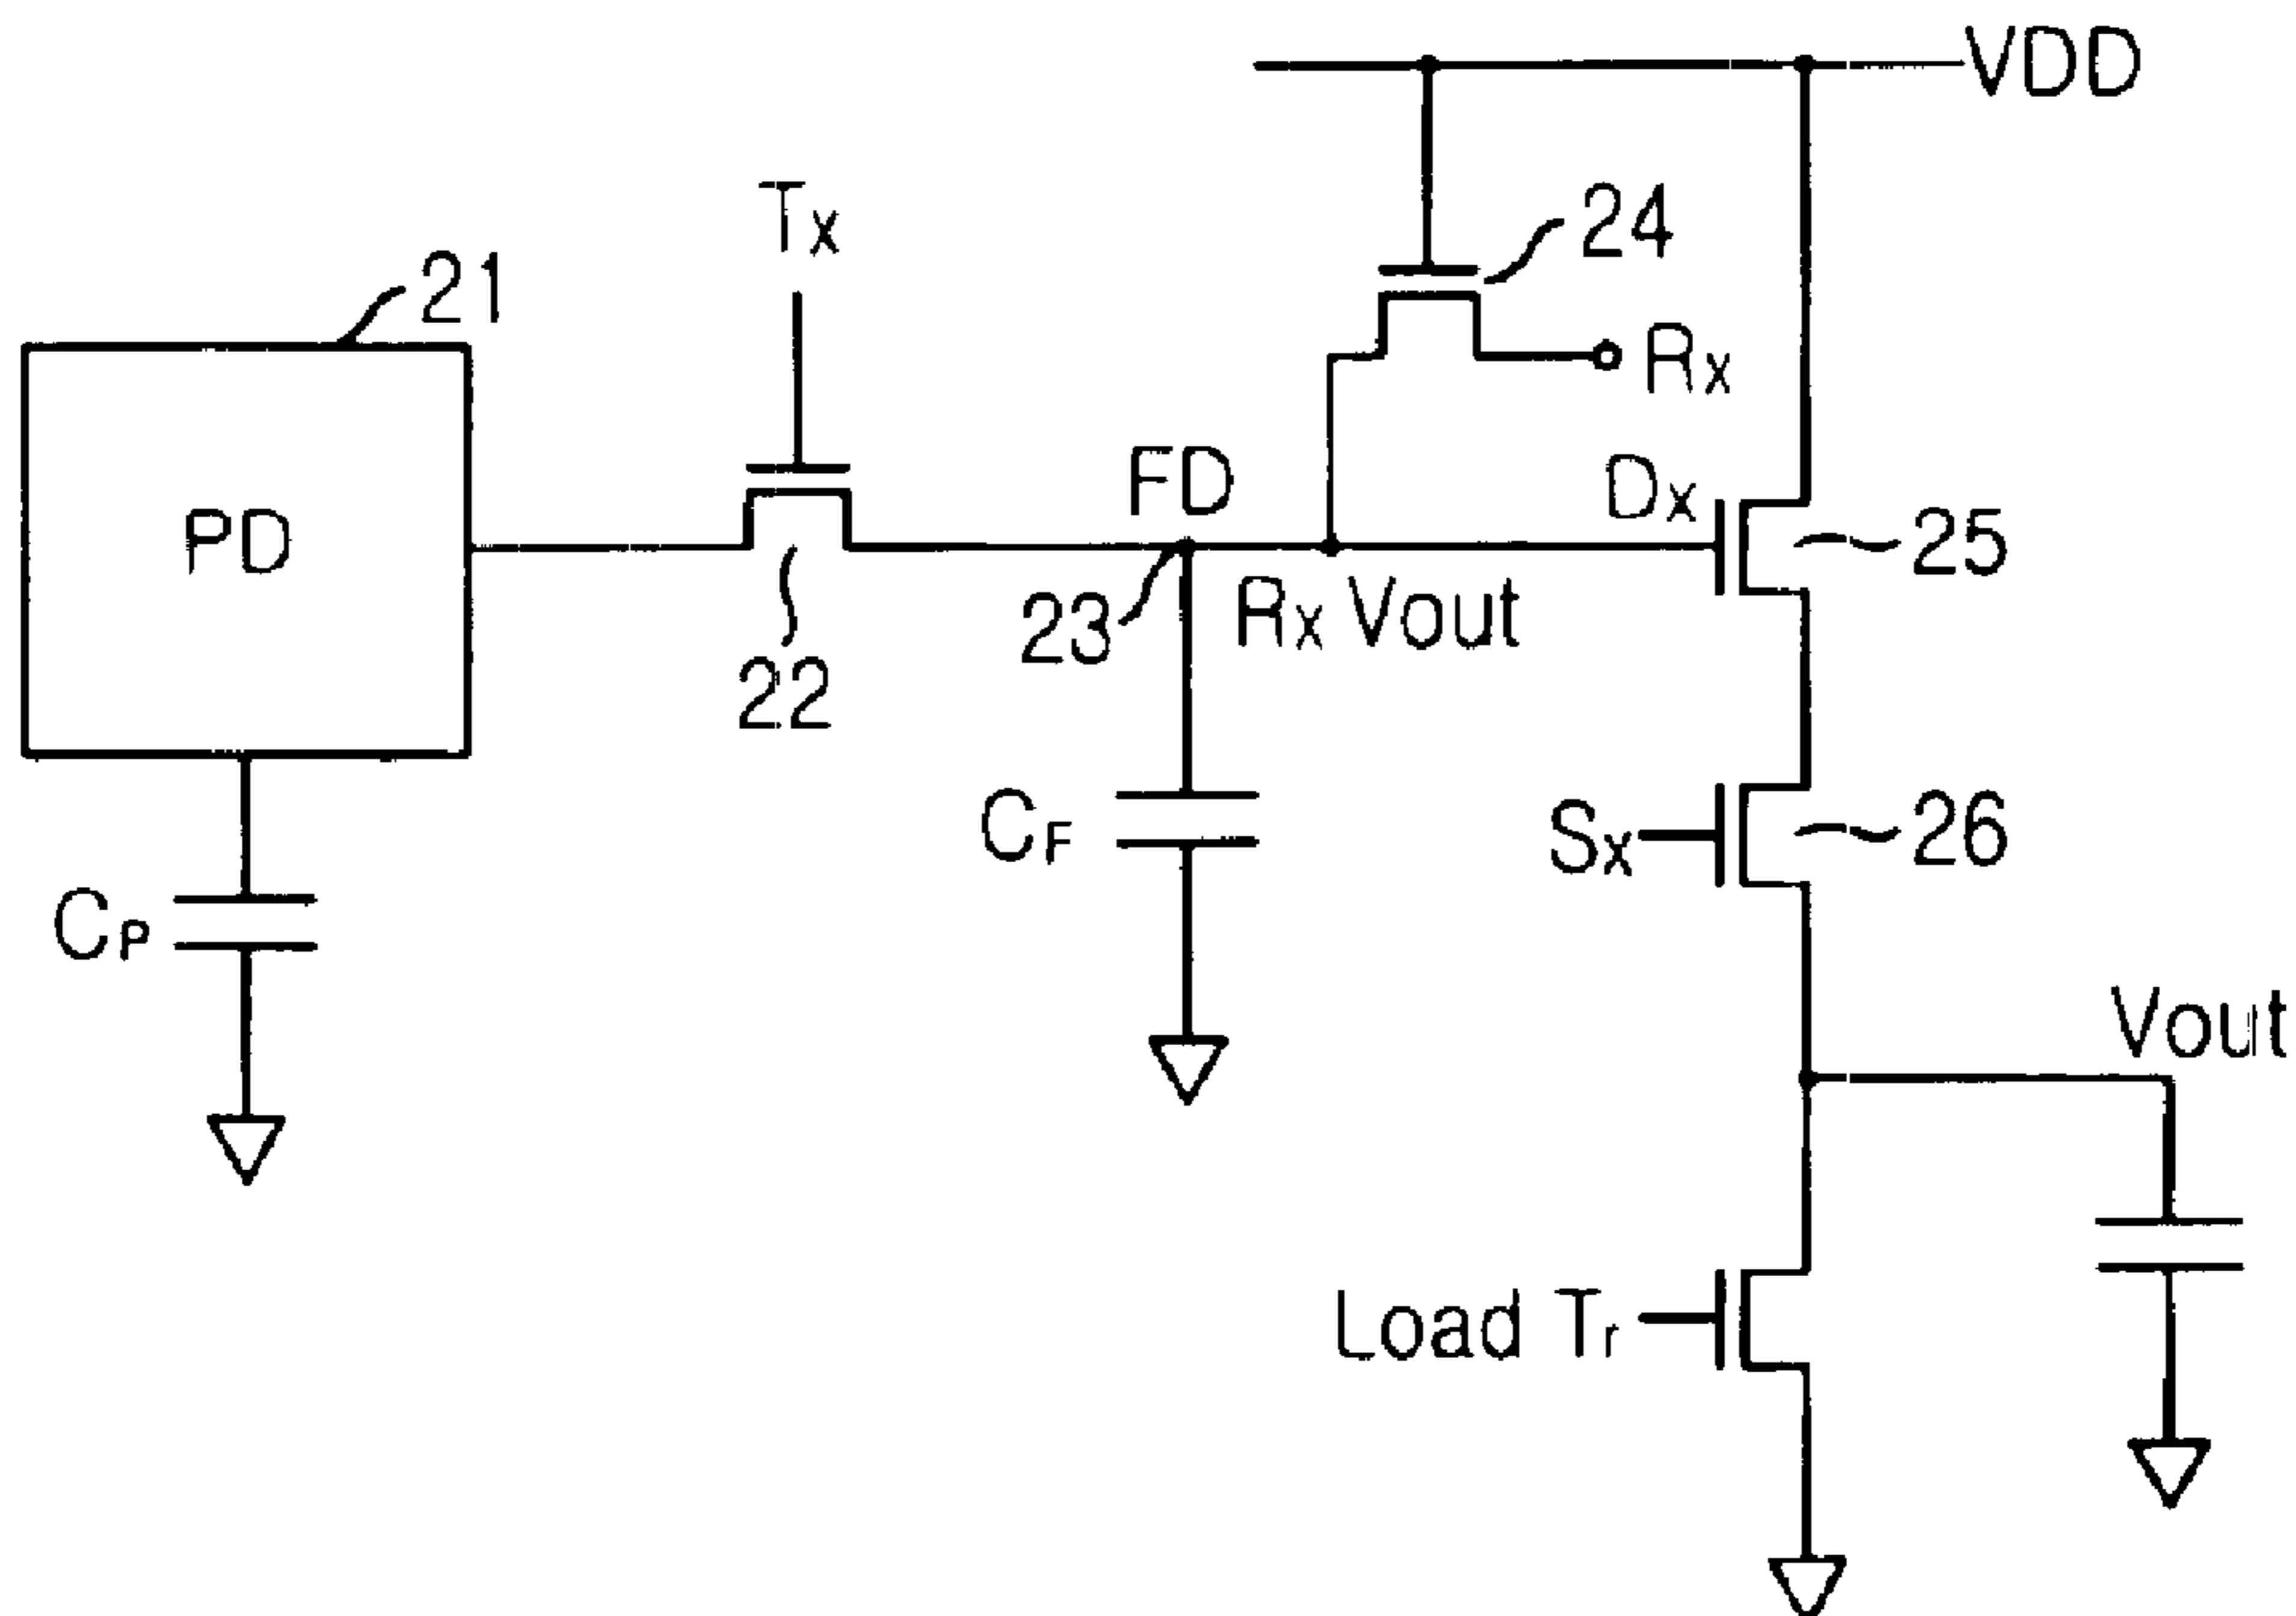 VDD
Tx
24
21
Rx
FD
Dx
PD
25
23
Rx Vout
22
CF
Sx
26
CP
Vout
Load Tr